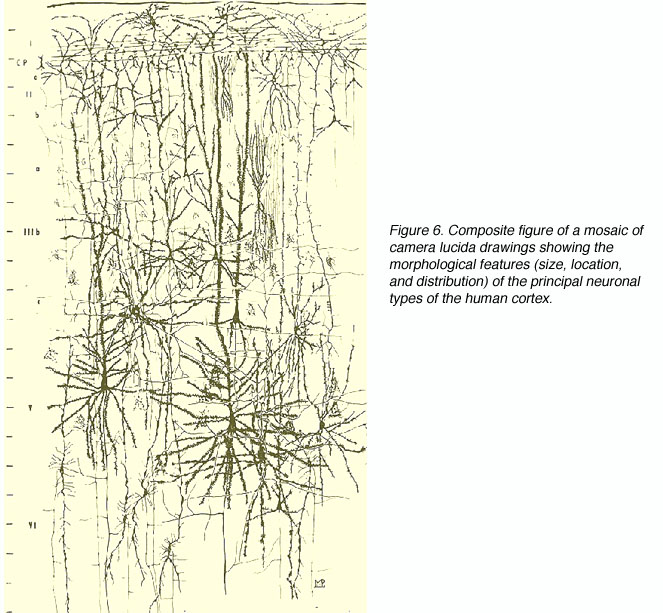 I
CP
a
II
b
a
III b
c
V
VI
MP
Figure 6. Composite figure of a mosaic of
camera lucida drawings showing the
morphological features (size, location,
and distribution) of the principal neuronal
types of the human cortex.